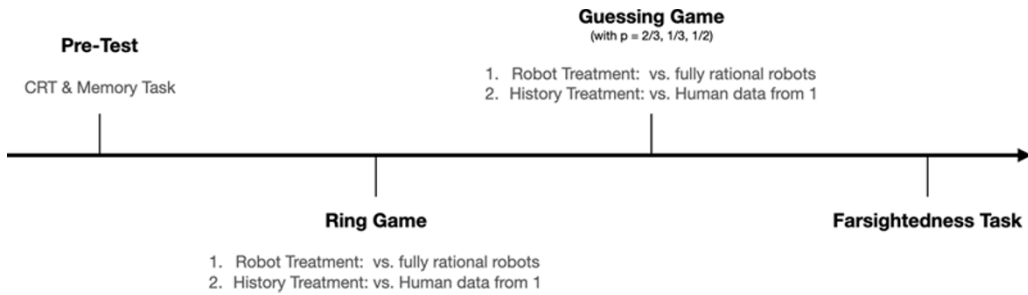 Pre-Test
CRT & Memory Task
Ring Game
1. Robot Treatment: vs. fully rational robots
2. History Treatment: vs. Human data from 1
Guessing Game
(with p = 2/3, 1/3, 1/2)
1. Robot Treatment: vs. fully rational robots
2. History Treatment: vs. Human data from 1
Farsightedness Task